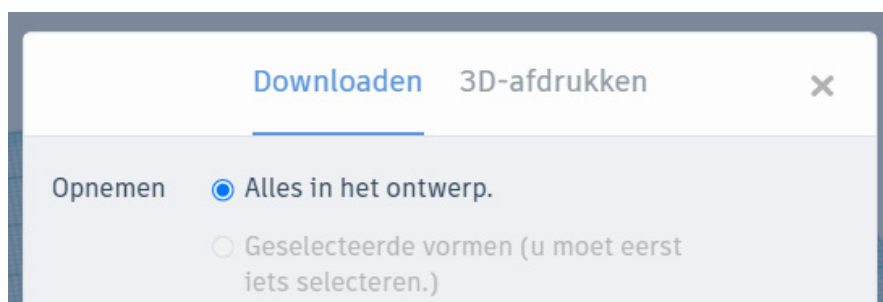 Downloaden 3D-afdrukken
Opnemen Alles in het ontwerp.
Geselecteerde vormen (u moet eerst
iets selecteren.)